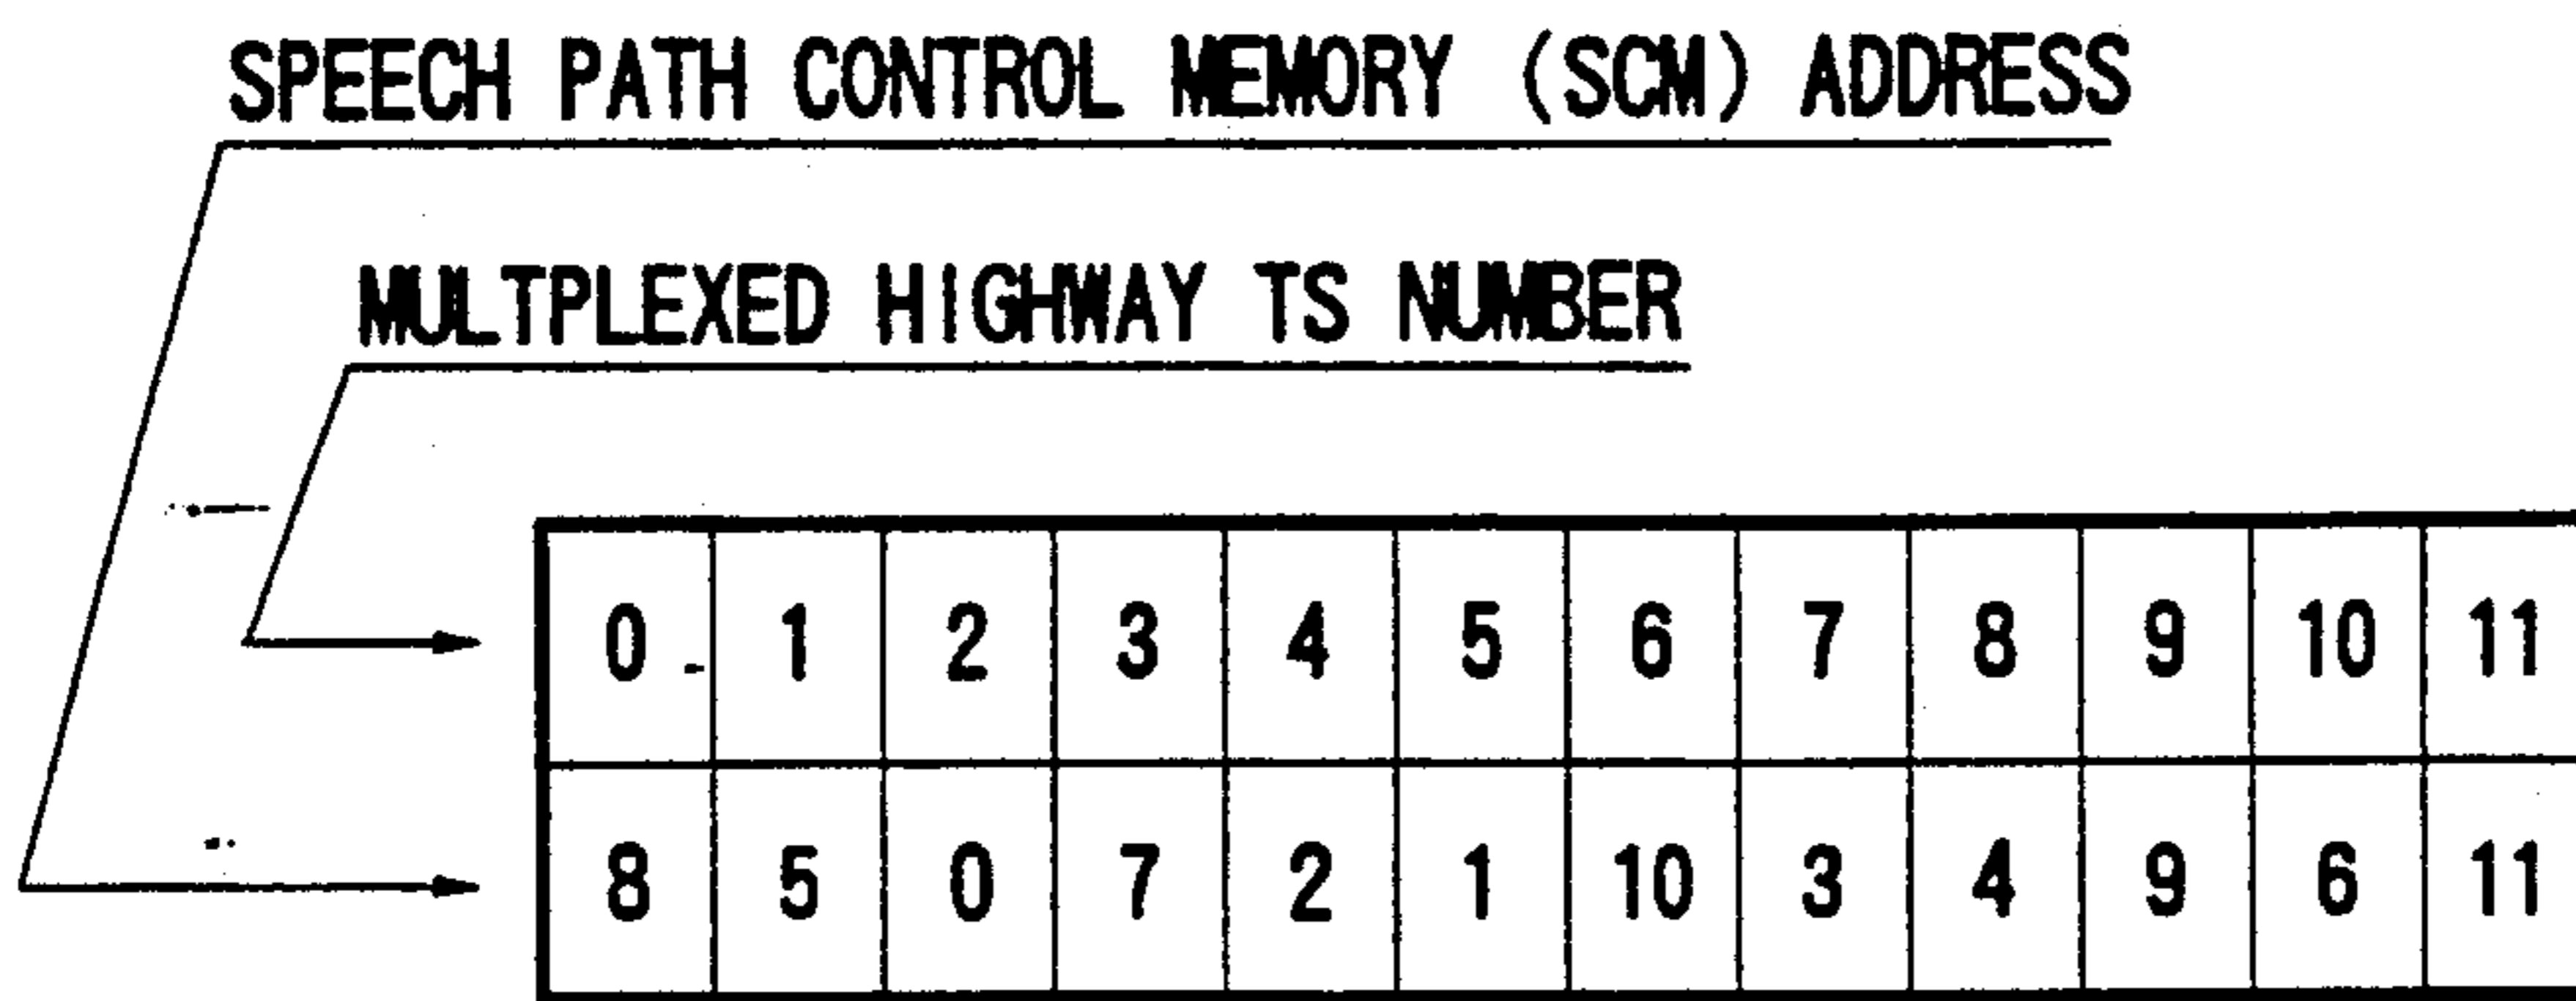 SPEECH PATH CONTROL MEMORY (SCM) ADDRESS
MULTPLEXED HIGHWAY TS NUMBER
0 1 2 3 4 5 6 7 8 9 10 11
8 5 0 7 2 1 10 3 4 9 6 11